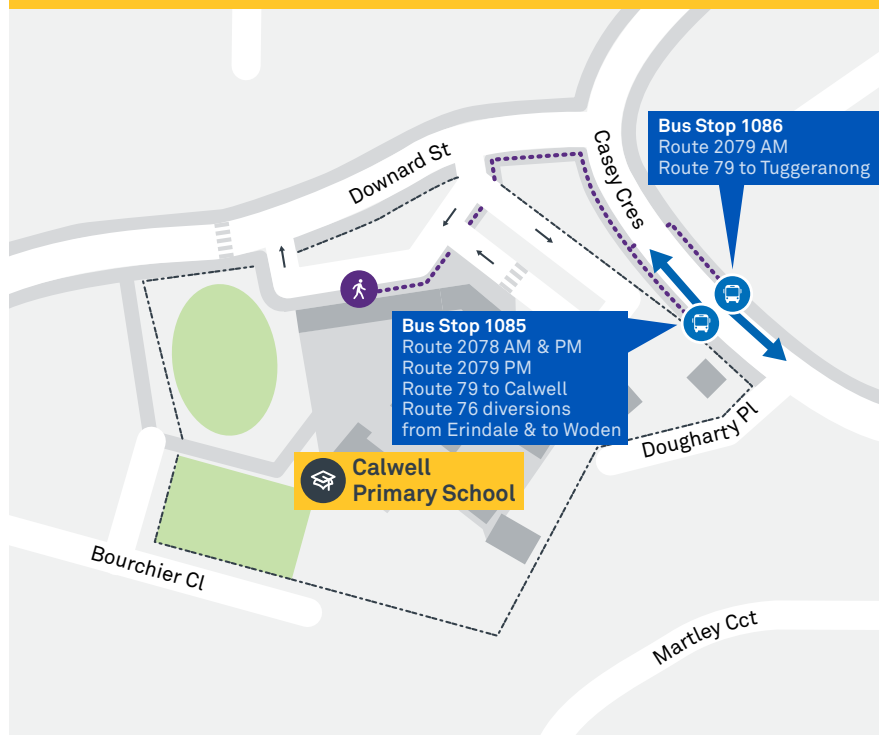 Downard St
Casey Cres
Bus Stop 1086
Route 2079 AM
Route 79 to Tuggeranong
Bus Stop 1085
Route 2078 AM & PM
Route 2079 PM
Route 79 to Calwell
Route 76 diversions
from Erindale & to Woden
Dougharty Pl
Calwell
Primary School
Bourchier Cl
Martley Cct